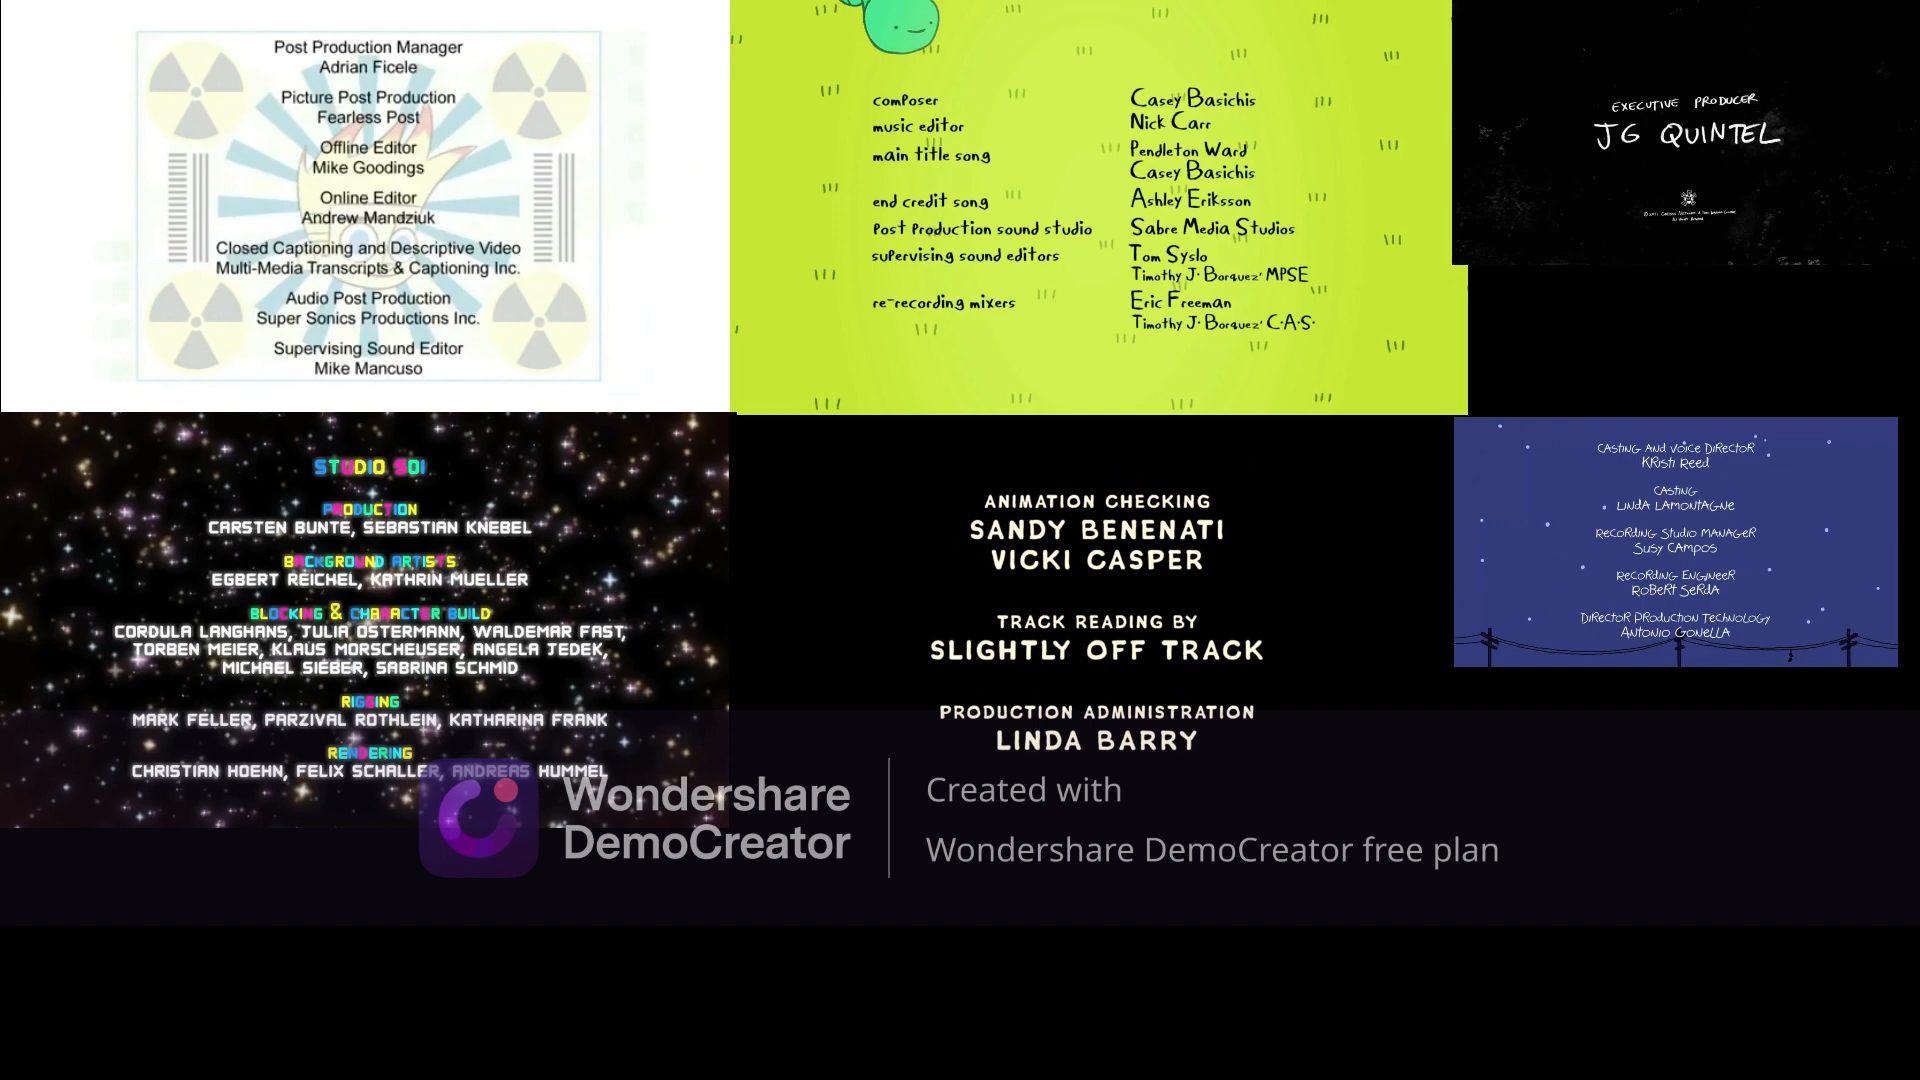 Post Production Manager
Adrian Ficele
Picture Post Production
Fearless Post
Offline Editor
Mike Goodings
Online Editor
Andrew Mandziuk
Closed Captioning and Descriptive Video
Multi-Media Transcripts & Captioning Inc.
Audio Post Production
Super Sonics Productions Inc.
Supervising Sound Editor
Mike Mancuso
composer Casey Basichis
music editor Nick Carr
main title song Pendleton Ward
Casey Basichis
end credit song Ashley Eriksson
Post Production sound studio Sabre Media Studios
supervising sound editors Tom Syslo
Timothy J. Borquez, MPSE
re-recording mixers Eric Freeman
Timothy J. Borquez, C.A.S.
EXECUTIVE PRODUCER
JG QUINTEL
STUDIO SOI
PRODUCTION
CARSTEN BUNTE, SEBASTIAN KNEBEL
BACKGROUND ARTISTS
EGBERT REICHEL, KATHRIN MUELLER
BLOCKING & CHARACTER BUILD
CORDULA LANGHANS, JULIA OSTERMANN, WALDEMAR FAST,
TORBEN MEIER, KLAUS MORSCHEUSER, ANGELA JEDEK,
MICHAEL SIEBER, SABRINA SCHMID
RIGGING
MARK FELLER, PARZIVAL ROTHLEIN, KATHARINA FRANK
RENDERING
CHRISTIAN HOEHN, FELIX SCHALLER, ANDREAS HUMMEL
ANIMATION CHECKING
SANDY BENENATI
VICKI CASPER
TRACK READING BY
SLIGHTLY OFF TRACK
PRODUCTION ADMINISTRATION
LINDA BARRY
CASTING AND VOICE DIRECTOR
KRISTI REED
CASTING
LINDA LAMONTAGNE
RECORDING STUDIO MANAGER
SUSY CAMPOS
RECORDING ENGINEER
ROBERT SERDA
DIRECTOR PRODUCTION TECHNOLOGY
ANTONIO GONELLA
Wondershare
DemoCreator
Created with
Wondershare DemoCreator free plan